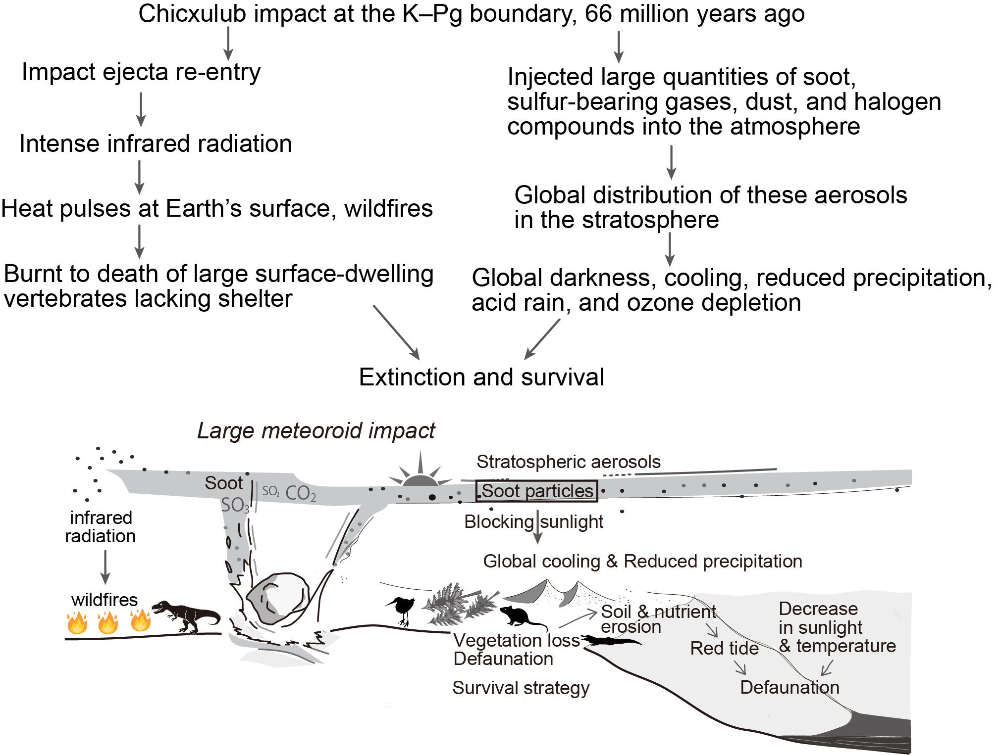 Chicxulub impact at the K–Pg boundary, 66 million years ago
Impact ejecta re-entry
Intense infrared radiation
Heat pulses at Earth’s surface, wildfires
Burnt to death of large surface-dwelling
vertebrates lacking shelter
Injected large quantities of soot,
sulfur-bearing gases, dust, and halogen
compounds into the atmosphere
Global distribution of these aerosols
in the stratosphere
Global darkness, cooling, reduced precipitation,
acid rain, and ozone depletion
Extinction and survival
Large meteoroid impact
Stratospheric aerosols
Soot
SO₂ CO₂
SO₃
Soot particles
infrared
radiation
Blocking sunlight
Global cooling & Reduced precipitation
wildfires
Soil & nutrient
erosion
Decrease
in sunlight
& temperature
Vegetation loss
Defaunation
Red tide
Survival strategy
Defaunation